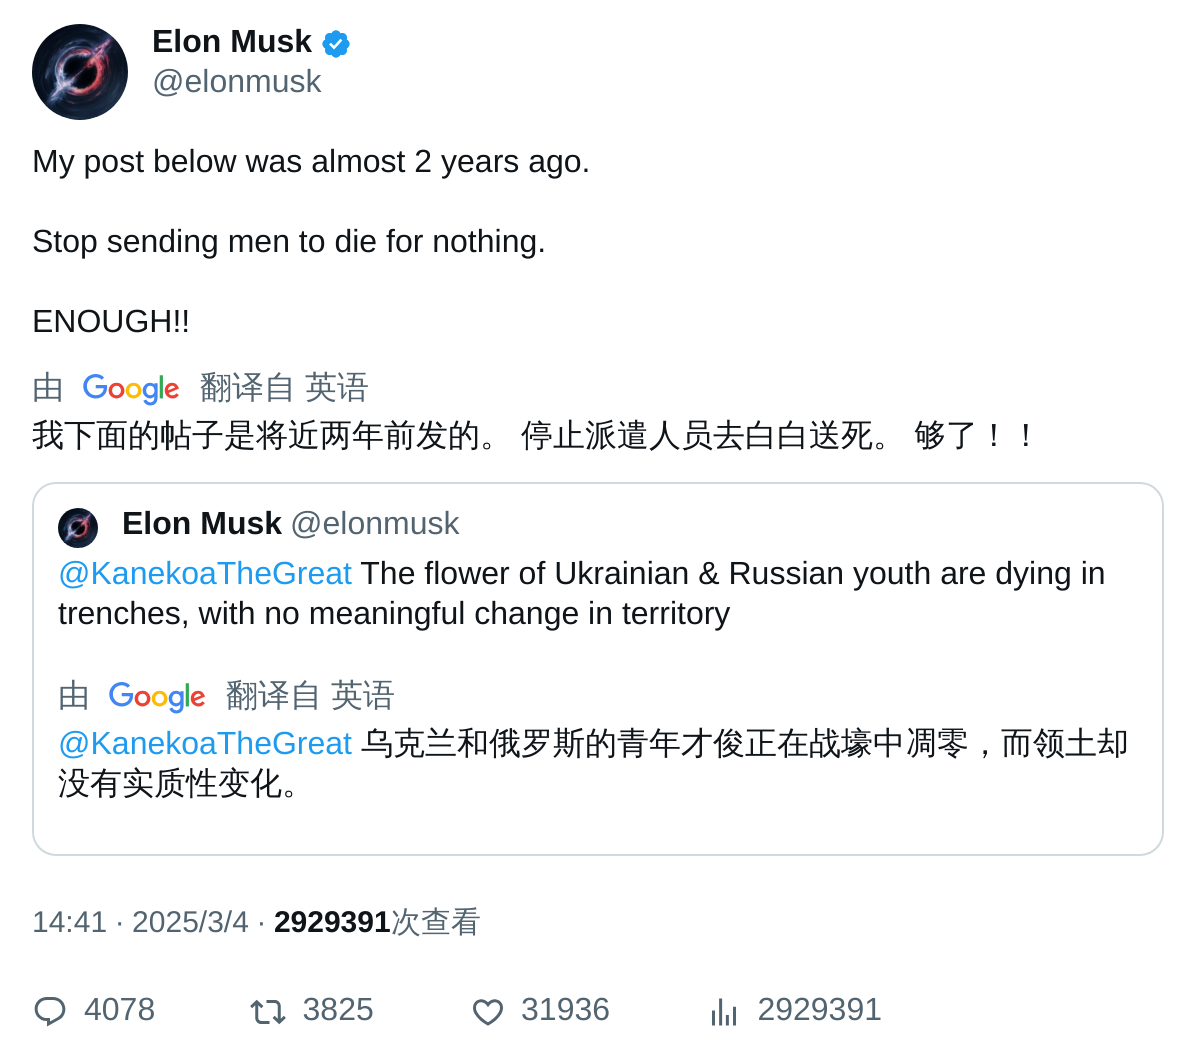 Elon Musk
@elonmusk
My post below was almost 2 years ago.
Stop sending men to die for nothing.
ENOUGH!!
由 Google 翻译自 英语
我下面的帖子是将近两年前发的。 停止派遣人员去白白送死。 够了！！
Elon Musk @elonmusk
@KanekoaTheGreat The flower of Ukrainian & Russian youth are dying in
trenches, with no meaningful change in territory
由 Google 翻译自 英语
@KanekoaTheGreat 乌克兰和俄罗斯的青年才俊正在战壕中凋零，而领土却
没有实质性变化。
14:41 · 2025/3/4 · 2929391次查看
4078 3825 31936 2929391